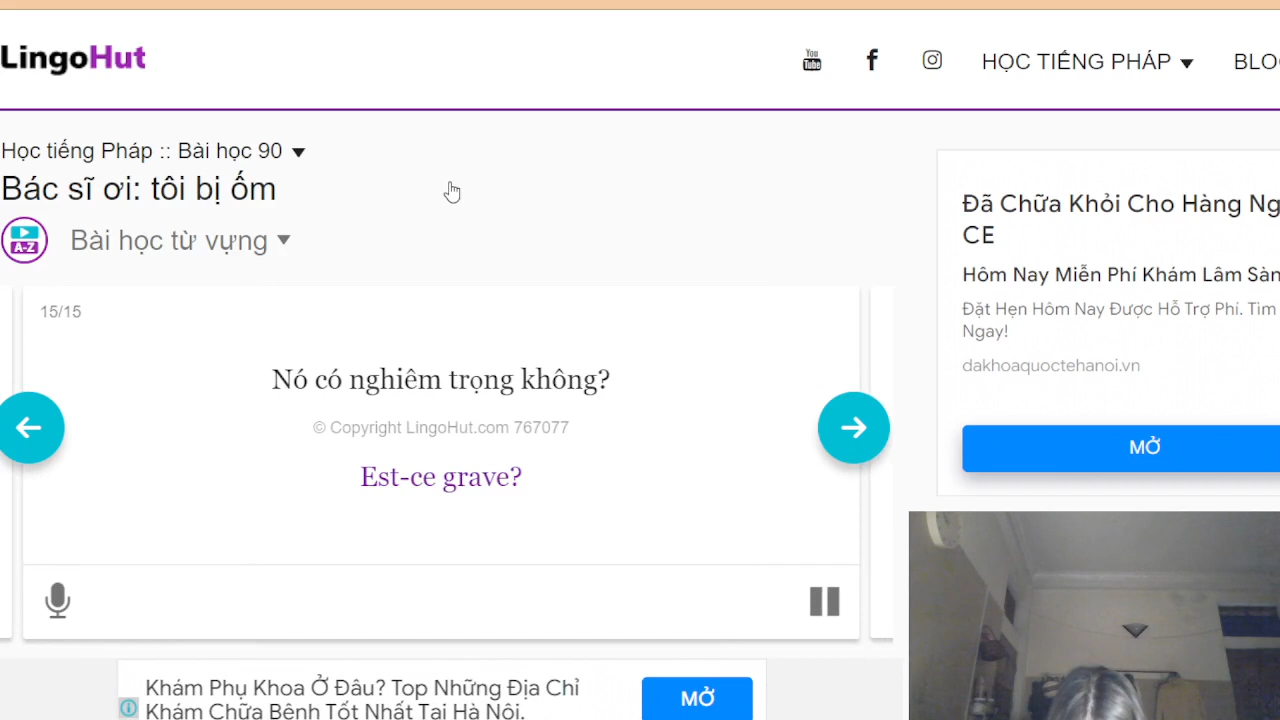 LingoHut
You Tube
HỌC TIẾNG PHÁP
BLO
Học tiếng Pháp :: Bài học 90
Bác sĩ ơi: tôi bị ốm
A-Z
Bài học từ vựng
15/15
Nó có nghiêm trọng không?
© Copyright LingoHut.com 767077
Est-ce grave?
Đã Chữa Khỏi Cho Hàng Ng
CE
Hôm Nay Miễn Phí Khám Lâm Sàn
Đặt Hẹn Hôm Nay Được Hỗ Trợ Phí. Tìm
Ngay!
dakhoaquoctehanoi.vn
MỞ
Khám Phụ Khoa Ở Đâu? Top Những Địa Chỉ
Khám Chữa Bệnh Tốt Nhất Tại Hà Nội.
MỞ